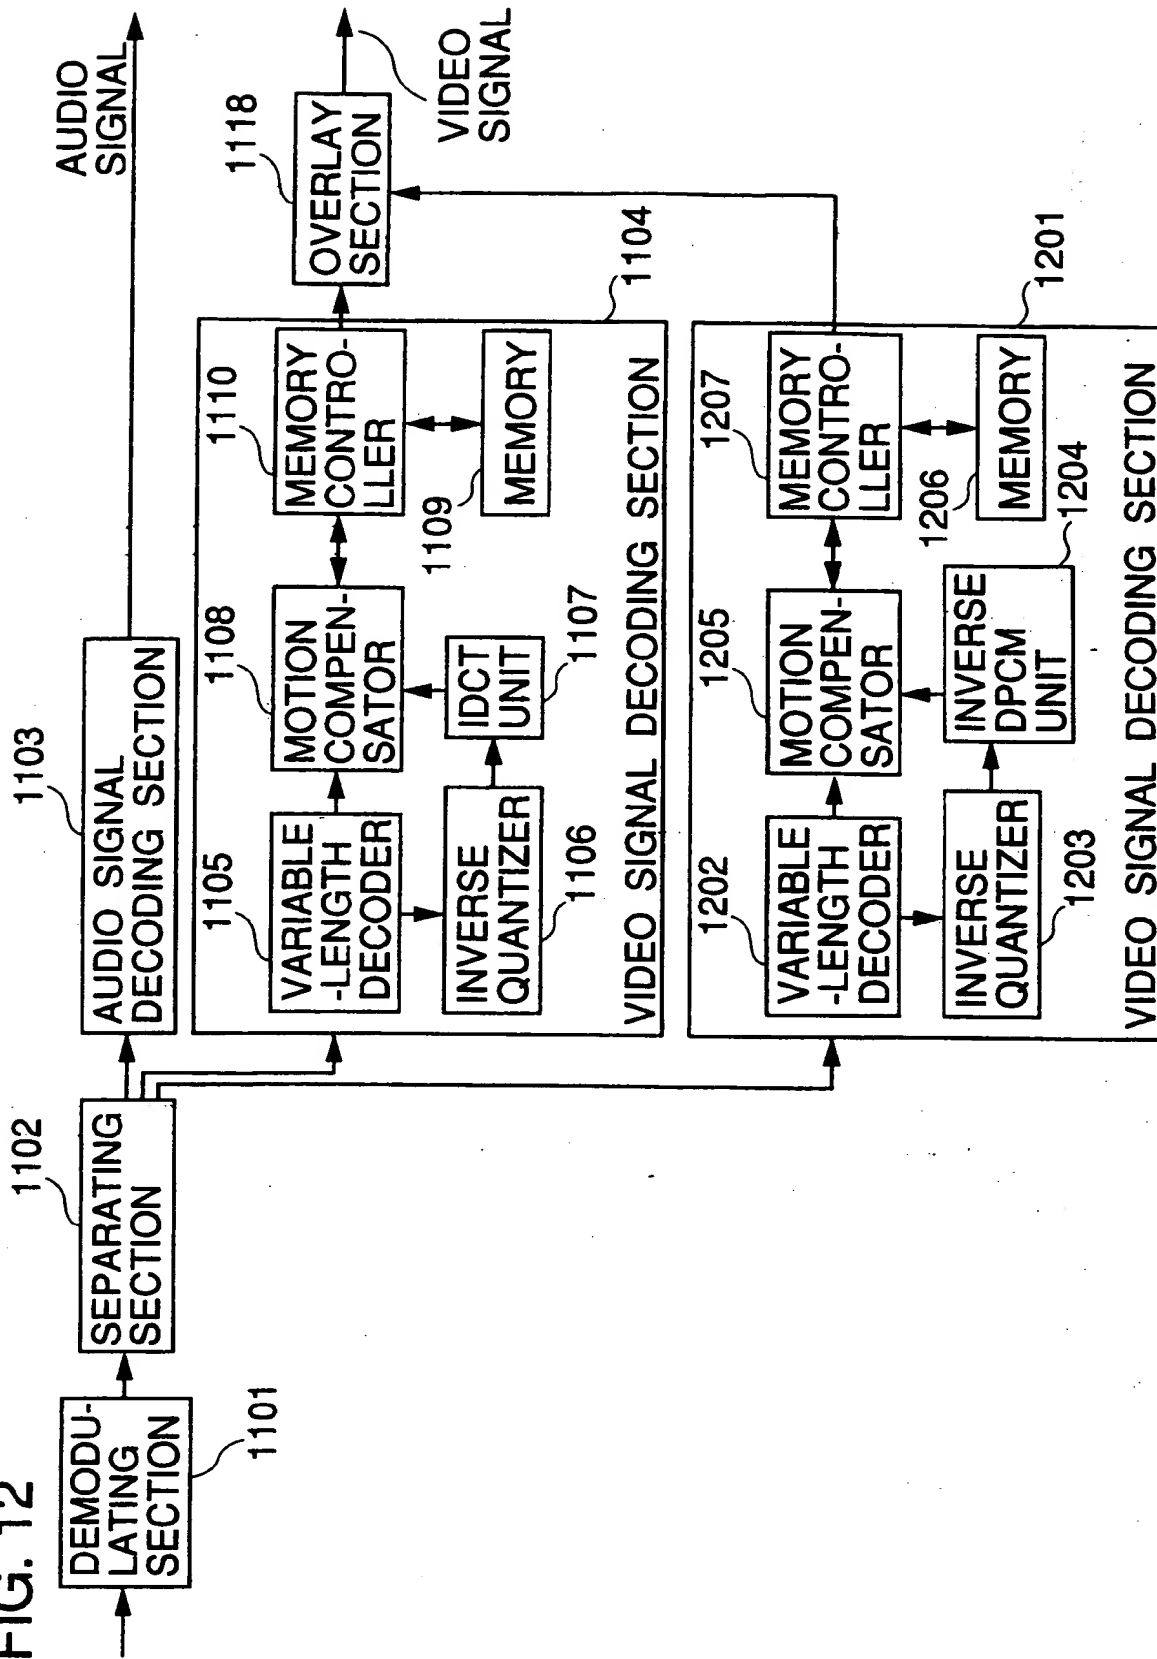 FIG. 12
DEMODU-
LATING
SECTION
1101
SEPARATING
SECTION
1102
AUDIO SIGNAL
DECODING SECTION
1103
AUDIO
SIGNAL
VARIABLE
-LENGTH
DECODER
1105
MOTION
COMPEN-
SATOR
1108
MEMORY
CONTRO-
LLER
1110
INVERSE
QUANTIZER
1106
IDCT
UNIT
1107
MEMORY
1109
VIDEO SIGNAL DECODING SECTION
1104
OVERLAY
SECTION
1118
VIDEO
SIGNAL
VARIABLE
-LENGTH
DECODER
1202
MOTION
COMPEN-
SATOR
1205
MEMORY
CONTRO-
LLER
1207
INVERSE
QUANTIZER
1203
INVERSE
DPCM
UNIT
1204
MEMORY
1206
VIDEO SIGNAL DECODING SECTION
1201